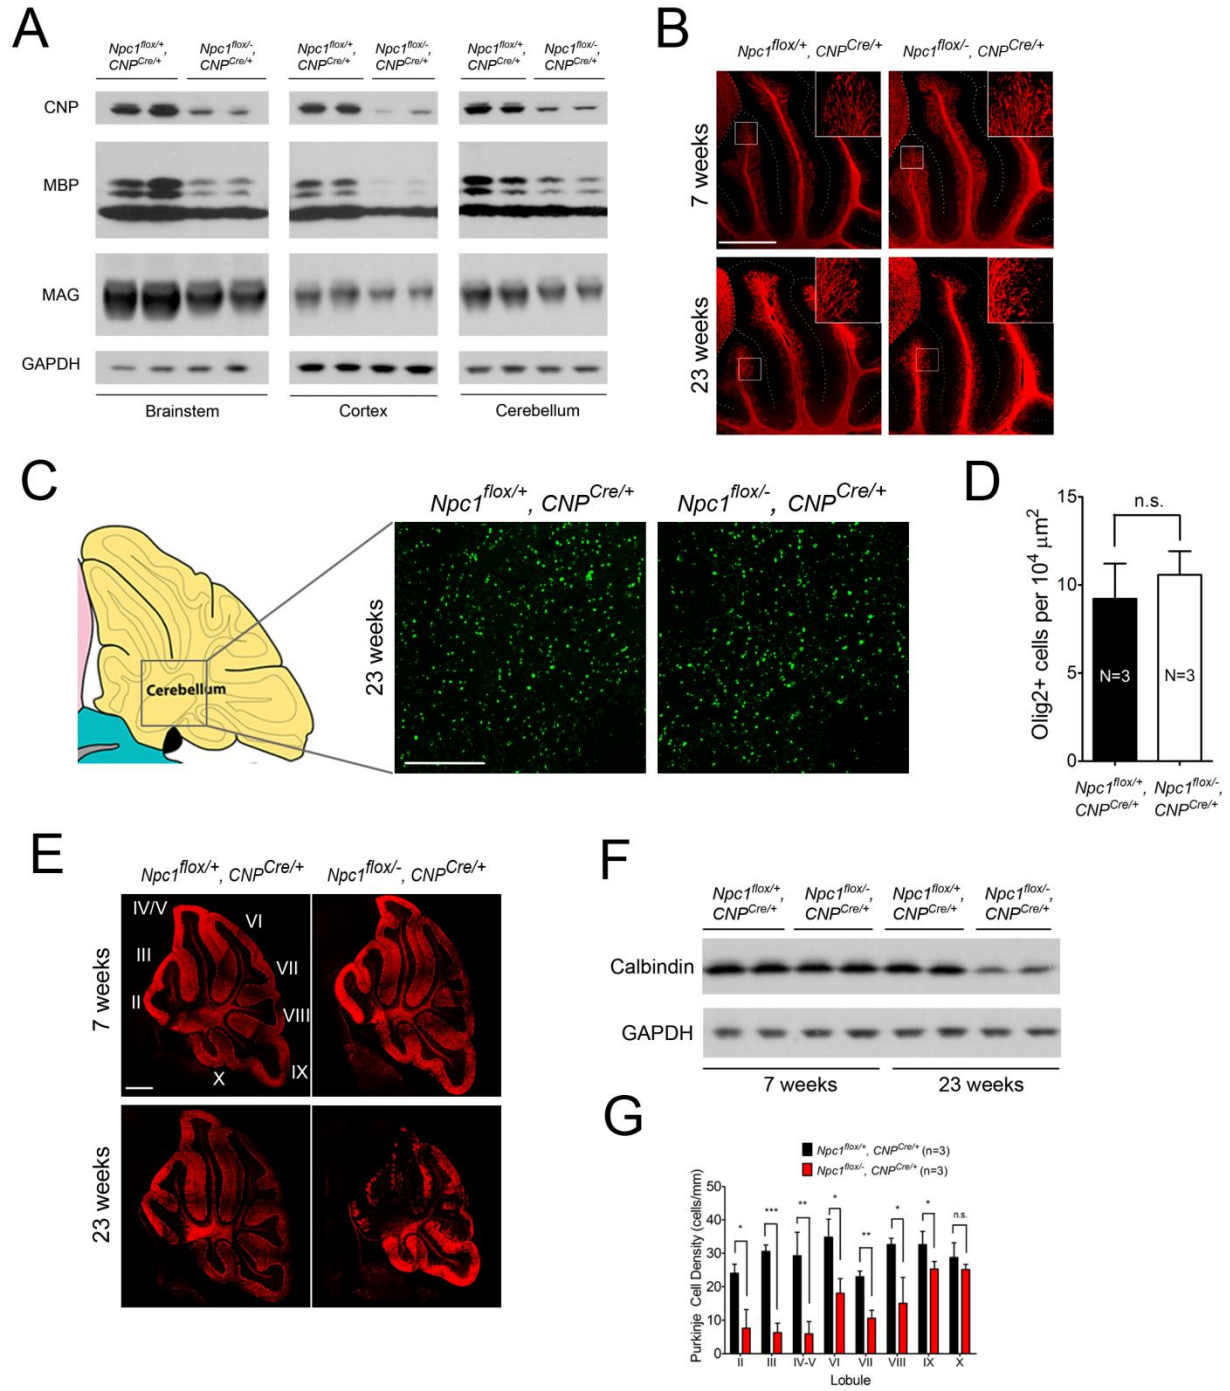 A
Npc1flox/+, Npc1flox/-,
CNPCre/+ CNPCre/+
Npc1flox/+, Npc1flox/-,
CNPCre/+ CNPCre/+
Npc1flox/+, Npc1flox/-,
CNPCre/+ CNPCre/+
CNP
MBP
MAG
GAPDH
Brainstem Cortex Cerebellum
B
Npc1flox/+, CNPCre/+ Npc1flox/-, CNPCre/+
7 weeks
23 weeks
C
Npc1flox/+, CNPCre/+ Npc1flox/-, CNPCre/+
23 weeks
Cerebellum
D
Olig2+ cells per 10⁴ μm²
15
10
5
0
n.s.
N=3 N=3
Npc1flox/+, Npc1flox/-,
CNPCre/+ CNPCre/+
E
Npc1flox/+, CNPCre/+ Npc1flox/-, CNPCre/+
7 weeks
IV/V
VI
III
VII
II
VIII
X
IX
23 weeks
F
Npc1flox/+, Npc1flox/-, Npc1flox/+, Npc1flox/-,
CNPCre/+ CNPCre/+ CNPCre/+ CNPCre/+
Calbindin
GAPDH
7 weeks 23 weeks
G
Npc1flox/+, CNPCre/+ (n=3)
Npc1flox/-, CNPCre/+ (n=3)
Purkinje Cell Density (cells/mm)
50
40
30
20
10
0
* *** ** * ** * * n.s.
II III IV-V VI VII VIII IX X
Lobule